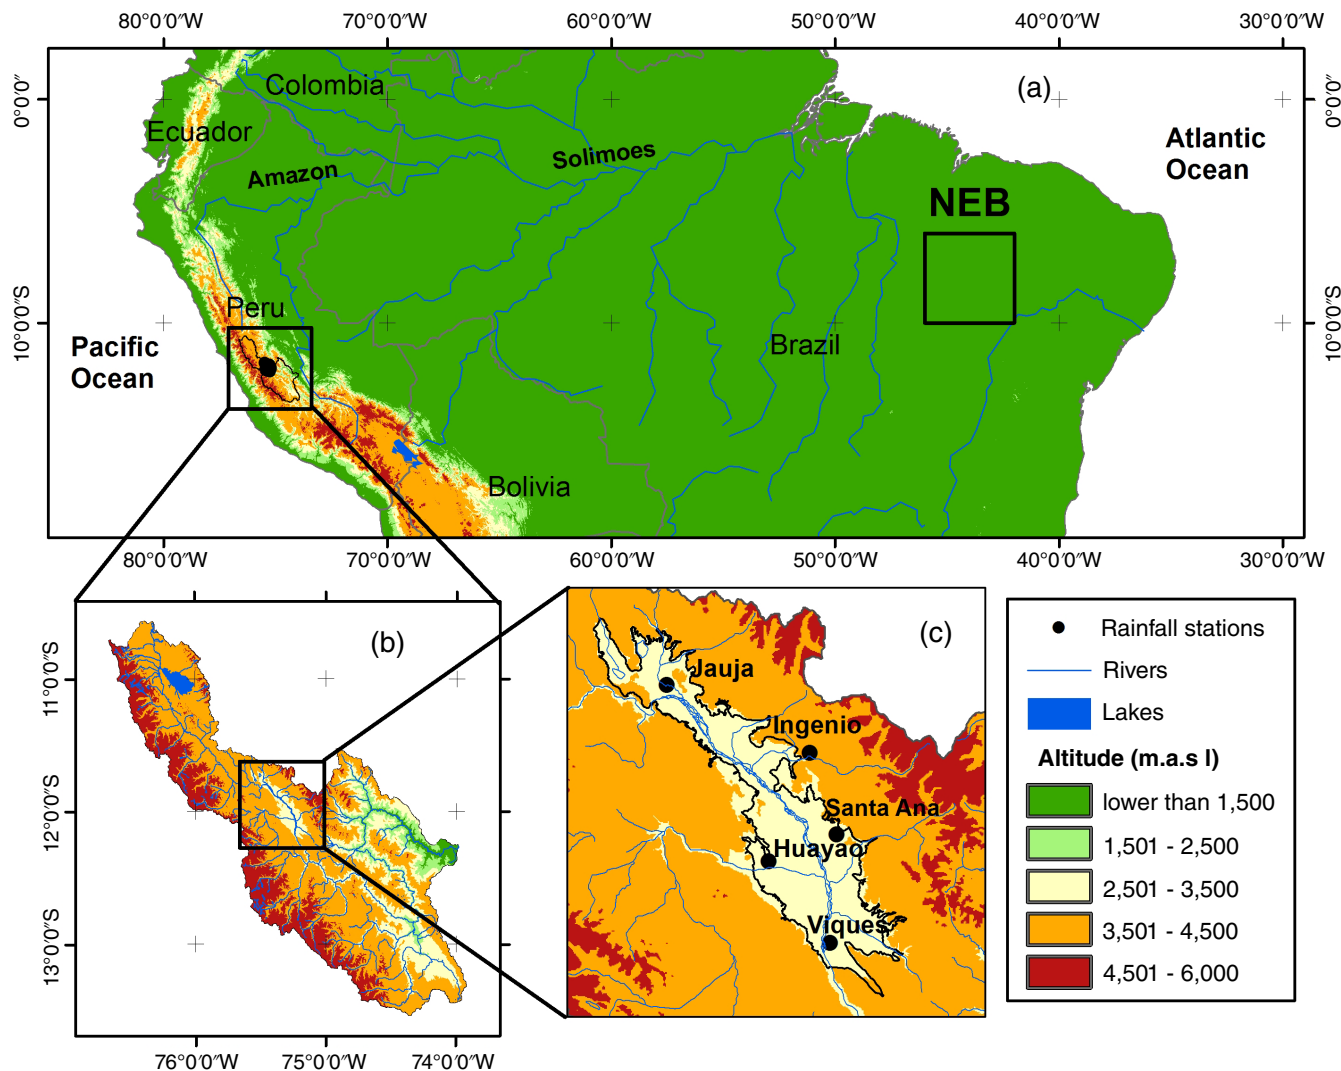 80°0′0″W 70°0′0″W 60°0′0″W 50°0′0″W 40°0′0″W 30°0′0″W
(a)
0°0′0″
0°0′0″
Colombia
Ecuador
Atlantic
Ocean
Solimoes
Amazon
NEB
Peru
10°0′0″S
10°0′0″S
Pacific
Ocean
Brazil
Bolivia
80°0′0″W 70°0′0″W 60°0′0″W 50°0′0″W 40°0′0″W 30°0′0″W
(b)
11°0′0″S
12°0′0″S
13°0′0″S
76°0′0″W 75°0′0″W 74°0′0″W
(c)
Jauja
Ingenio
Santa Ana
Huayao
Viques
Rainfall stations
Rivers
Lakes
Altitude (m.a.s l)
lower than 1,500
1,501 - 2,500
2,501 - 3,500
3,501 - 4,500
4,501 - 6,000